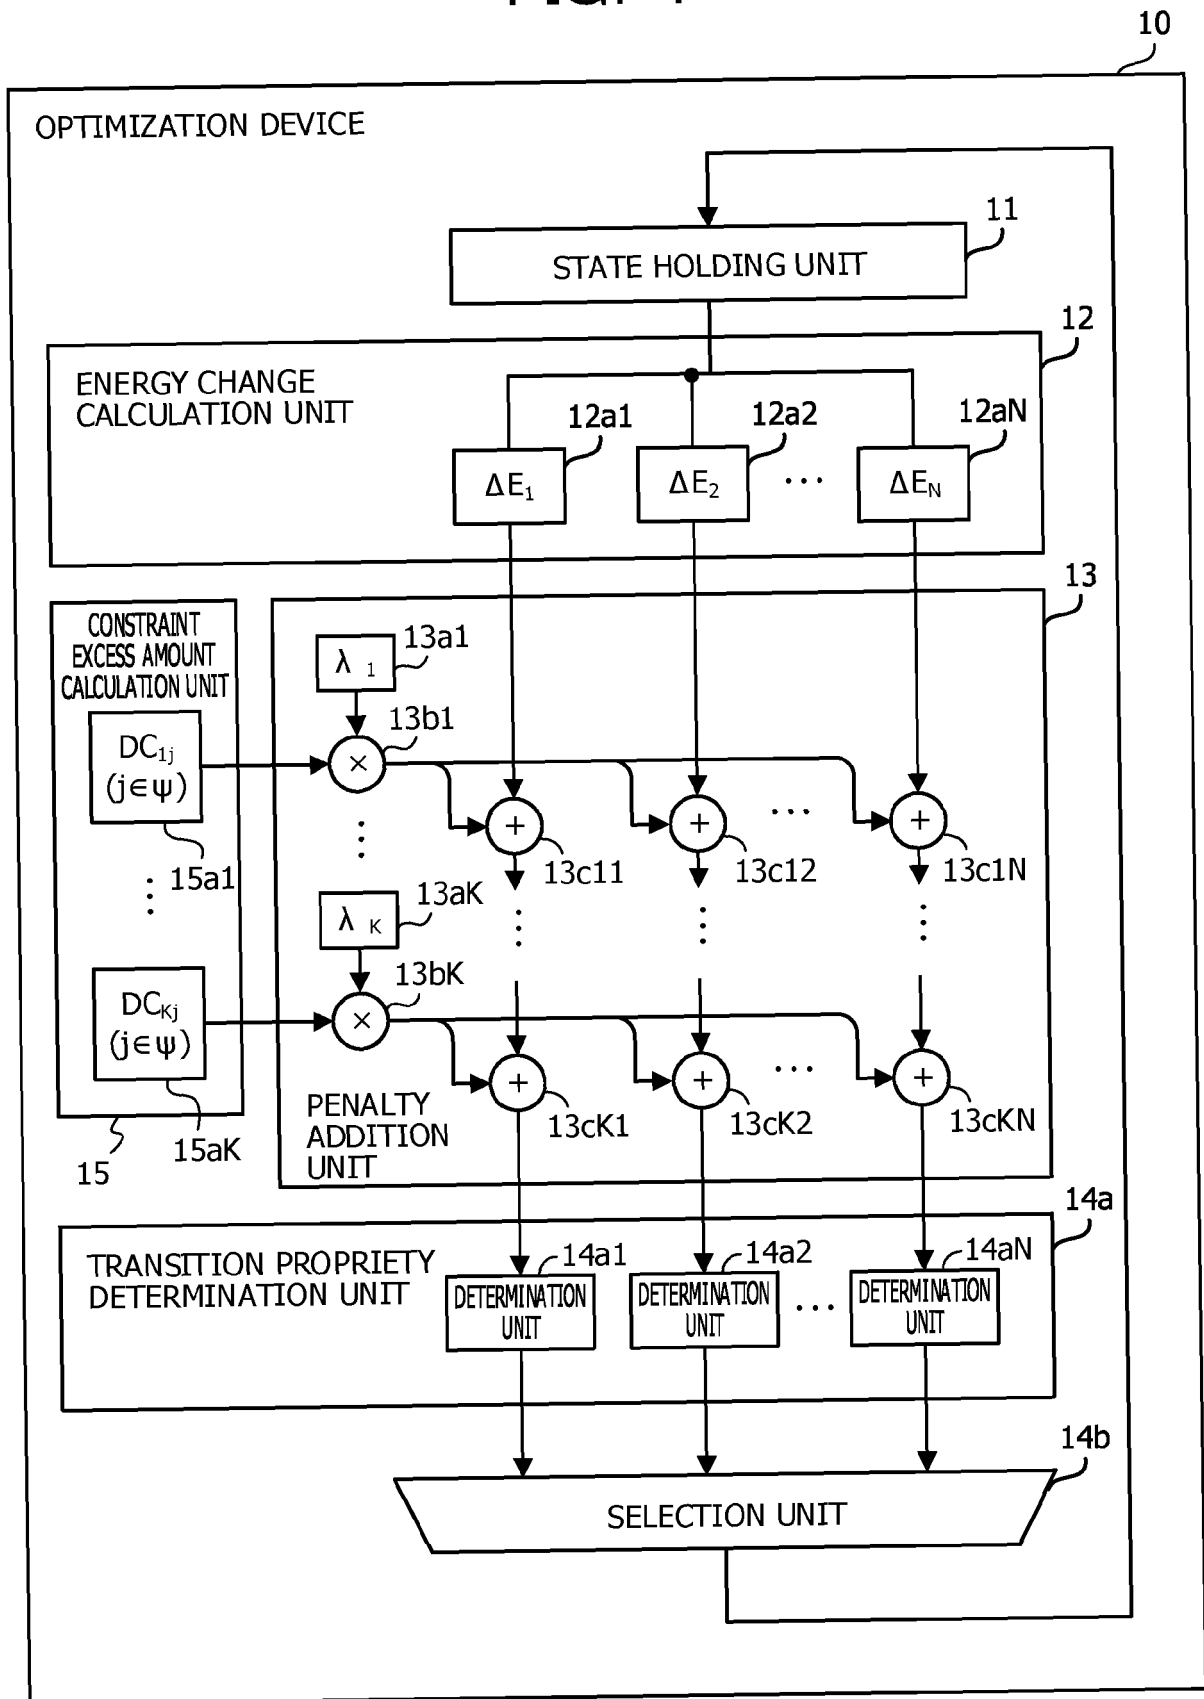 10
OPTIMIZATION DEVICE
11
STATE HOLDING UNIT
12
ENERGY CHANGE
CALCULATION UNIT
12a1
12a2
12aN
ΔE1
ΔE2
...
ΔEN
13
CONSTRAINT
EXCESS AMOUNT
CALCULATION UNIT
λ 1
13a1
13b1
DC1j
(j∈ψ)
×
+
+
...
+
15a1
13c11
13c12
13c1N
λ K
13aK
13bK
DCKj
(j∈ψ)
×
+
+
...
+
13cK1
13cK2
13cKN
PENALTY
ADDITION
UNIT
15
15aK
14a
TRANSITION PROPRIETY
DETERMINATION UNIT
14a1
14a2
14aN
DETERMINATION
UNIT
DETERMINATION
UNIT
...
DETERMINATION
UNIT
14b
SELECTION UNIT